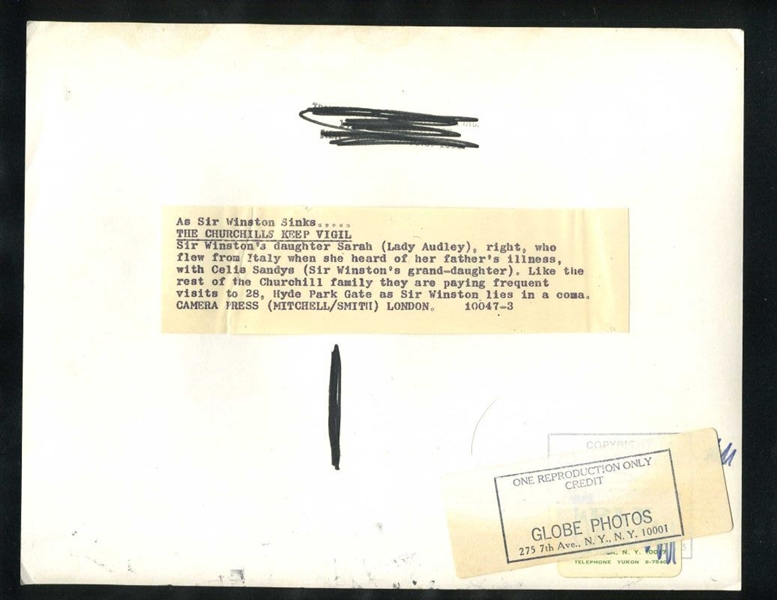 As Sir Winston Sinks.....
THE CHURCHILLS KEEP VIGIL
Sir Winston's daughter Sarah (Lady Audley), right, who
flew from Italy when she heard of her father's illness,
with Celia Sandys (Sir Winston's grand-daughter). Like the
rest of the Churchill family they are paying frequent
visits to 28, Hyde Park Gate as Sir Winston lies in a coma.
CAMERA PRESS (MITCHELL/SMITH) LONDON. 10047-3
COPYRIGHT
ONE REPRODUCTION ONLY
CREDIT
GLOBE PHOTOS
275 7th Ave., N. Y., N. Y. 10001
N. Y.
TELEPHONE YUKON